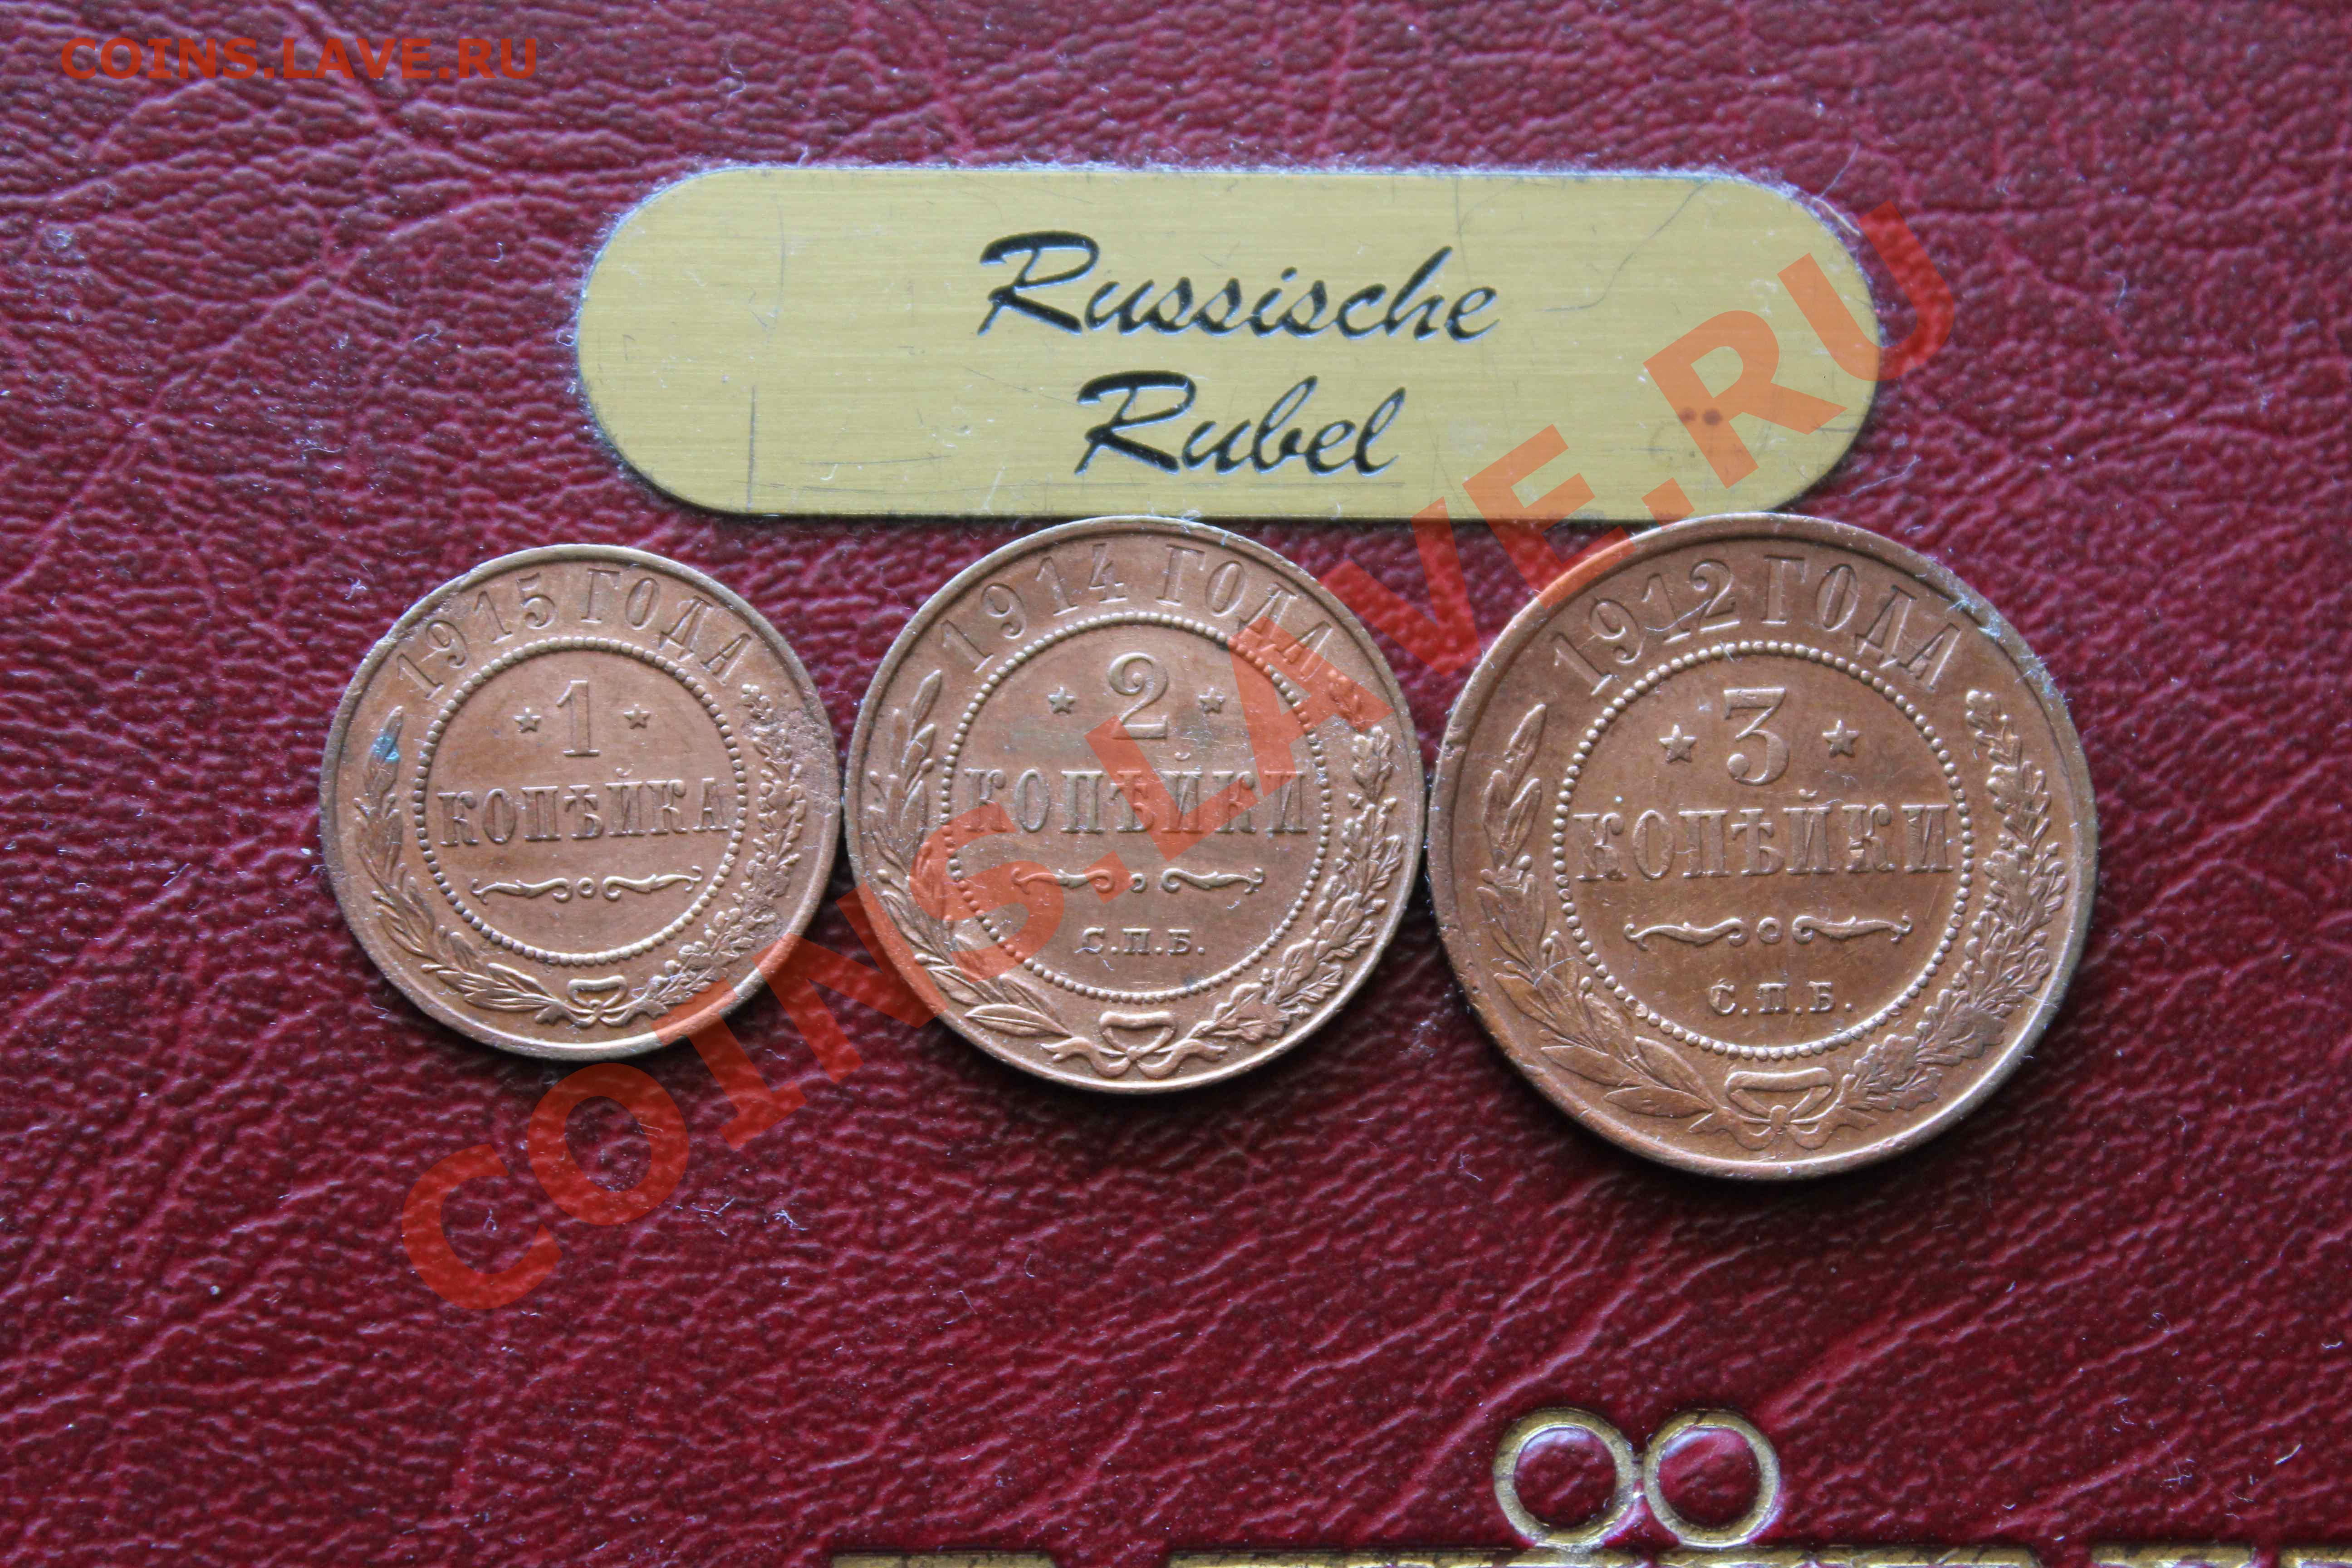 COINS.LAVE.RU
Russische
Rubel
1915 ГОДА
1
КОПѢЙКА
1914 ГОДА
2
КОПѢЙКИ
С.П.Б.
1912 ГОДА
3
КОПѢЙКИ
С.П.Б.
COINS.LAVE.RU